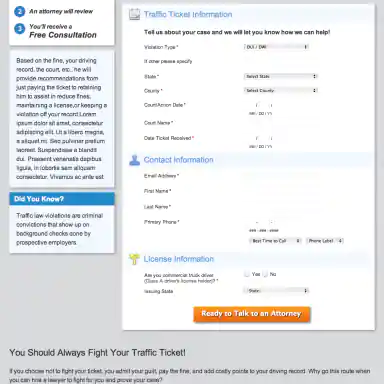 2 An attorney will review
3 You'll receive a
Free Consultation
Based on the fine, your driving
record, the court, etc., he will
provide recommendations from
just paying the ticket to retaining
him to assist in reduce fines,
maintaining a license,or keeping a
violation off your record.Lorem
ipsum dolor sit amet, consectetur
adipiscing elit. Ut a libero magna,
a aliquet mi. Sed pulvinar pretium
laoreet. Suspendisse a blandit
dui. Praesent venenatis dapibus
ligula, in lobortis sem aliquam
consectetur. Vivamus ac ante est
Did You Know?
Traffic law violations are criminal
convictions that show up on
background checks done by
prospective employers.
Traffic Ticket Information
Tell us about your case and we will let you know how we can help!
Violation Type * DUI / DWI
If other please specify
State * Select State
County * Select County
Court/Action Date * / /
MM / DD / YY
Court Name *
Date Ticket Received * / /
MM / DD / YY
Contact Information
Email Address *
First Name *
Last Name *
Primary Phone * - -
### - ### - ####
Best Time to Call Phone Label
License Information
Are you commercial truck driver Yes No
(Class A driver's license holder)? *
Issuing State State:
Ready to Talk to an Attorney
You Should Always Fight Your Traffic Ticket!
If you choose not to fight your ticket, you admit your guilt, pay the fine, and add costly points to your driving record. Why go this route when
you can hire a lawyer to fight for you and prove your case?